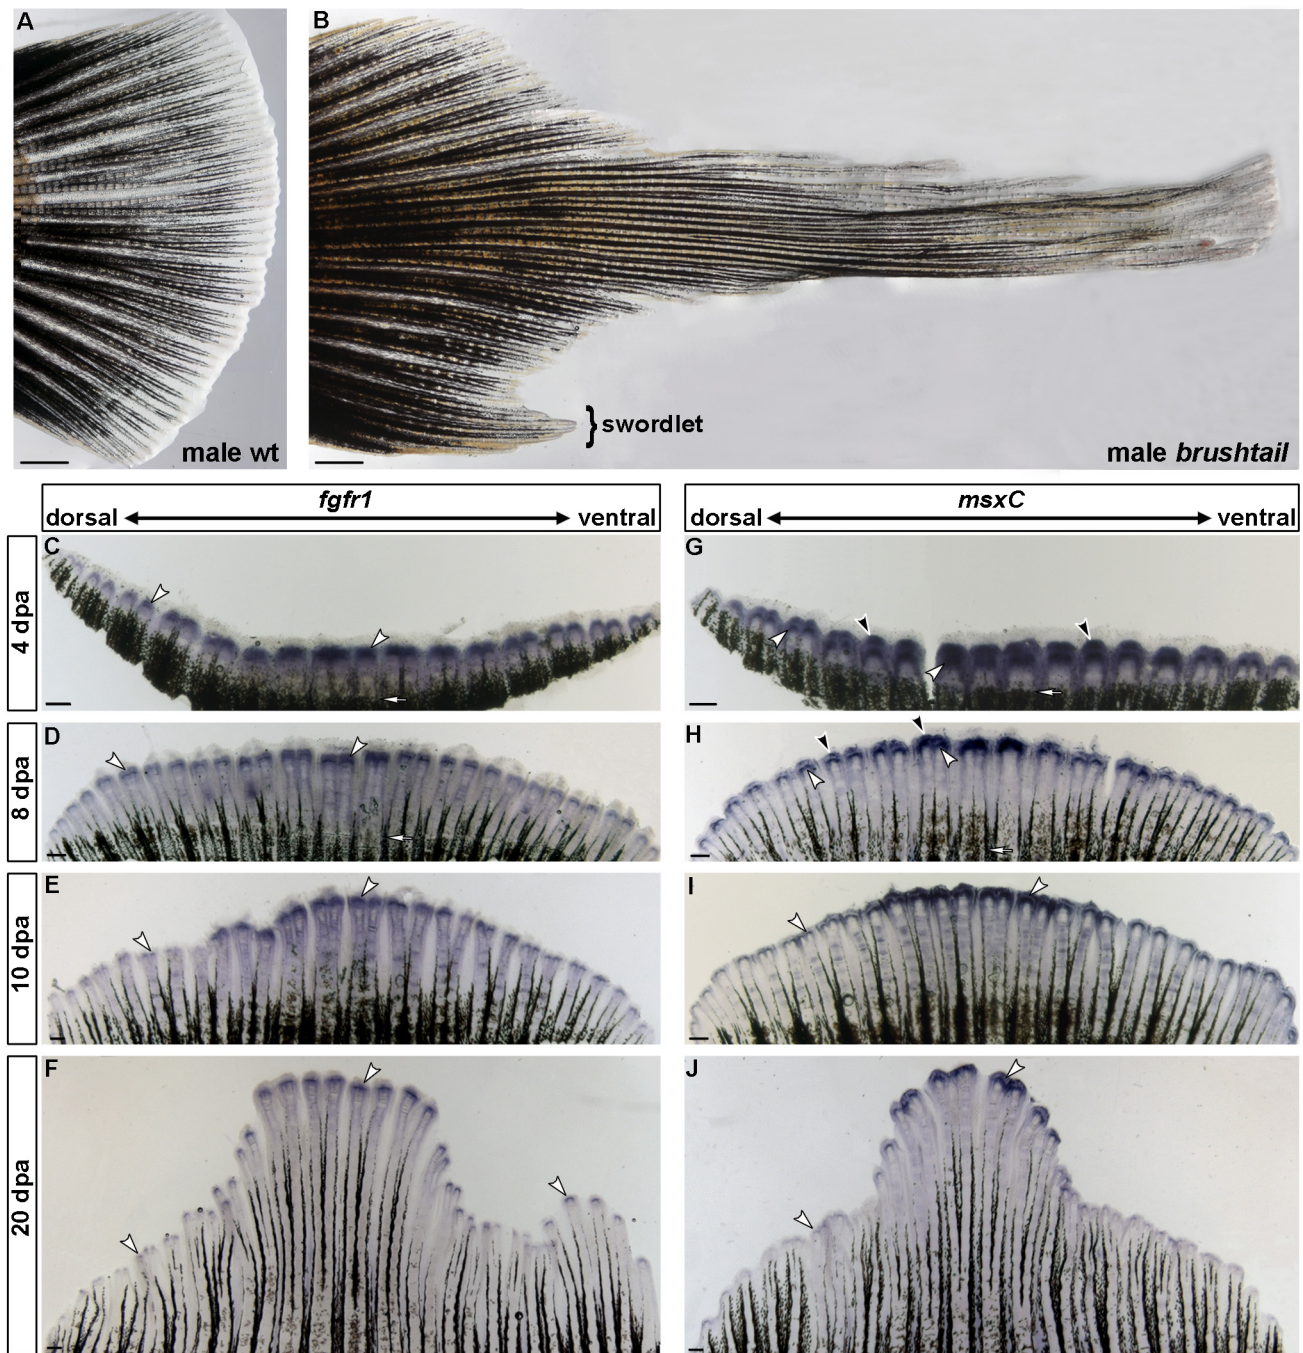 A
B
male wt
} swordlet
male brushtail
fgfr1
dorsal ventral
msxC
dorsal ventral
4 dpa
C
G
8 dpa
D
H
10 dpa
E
I
20 dpa
F
J